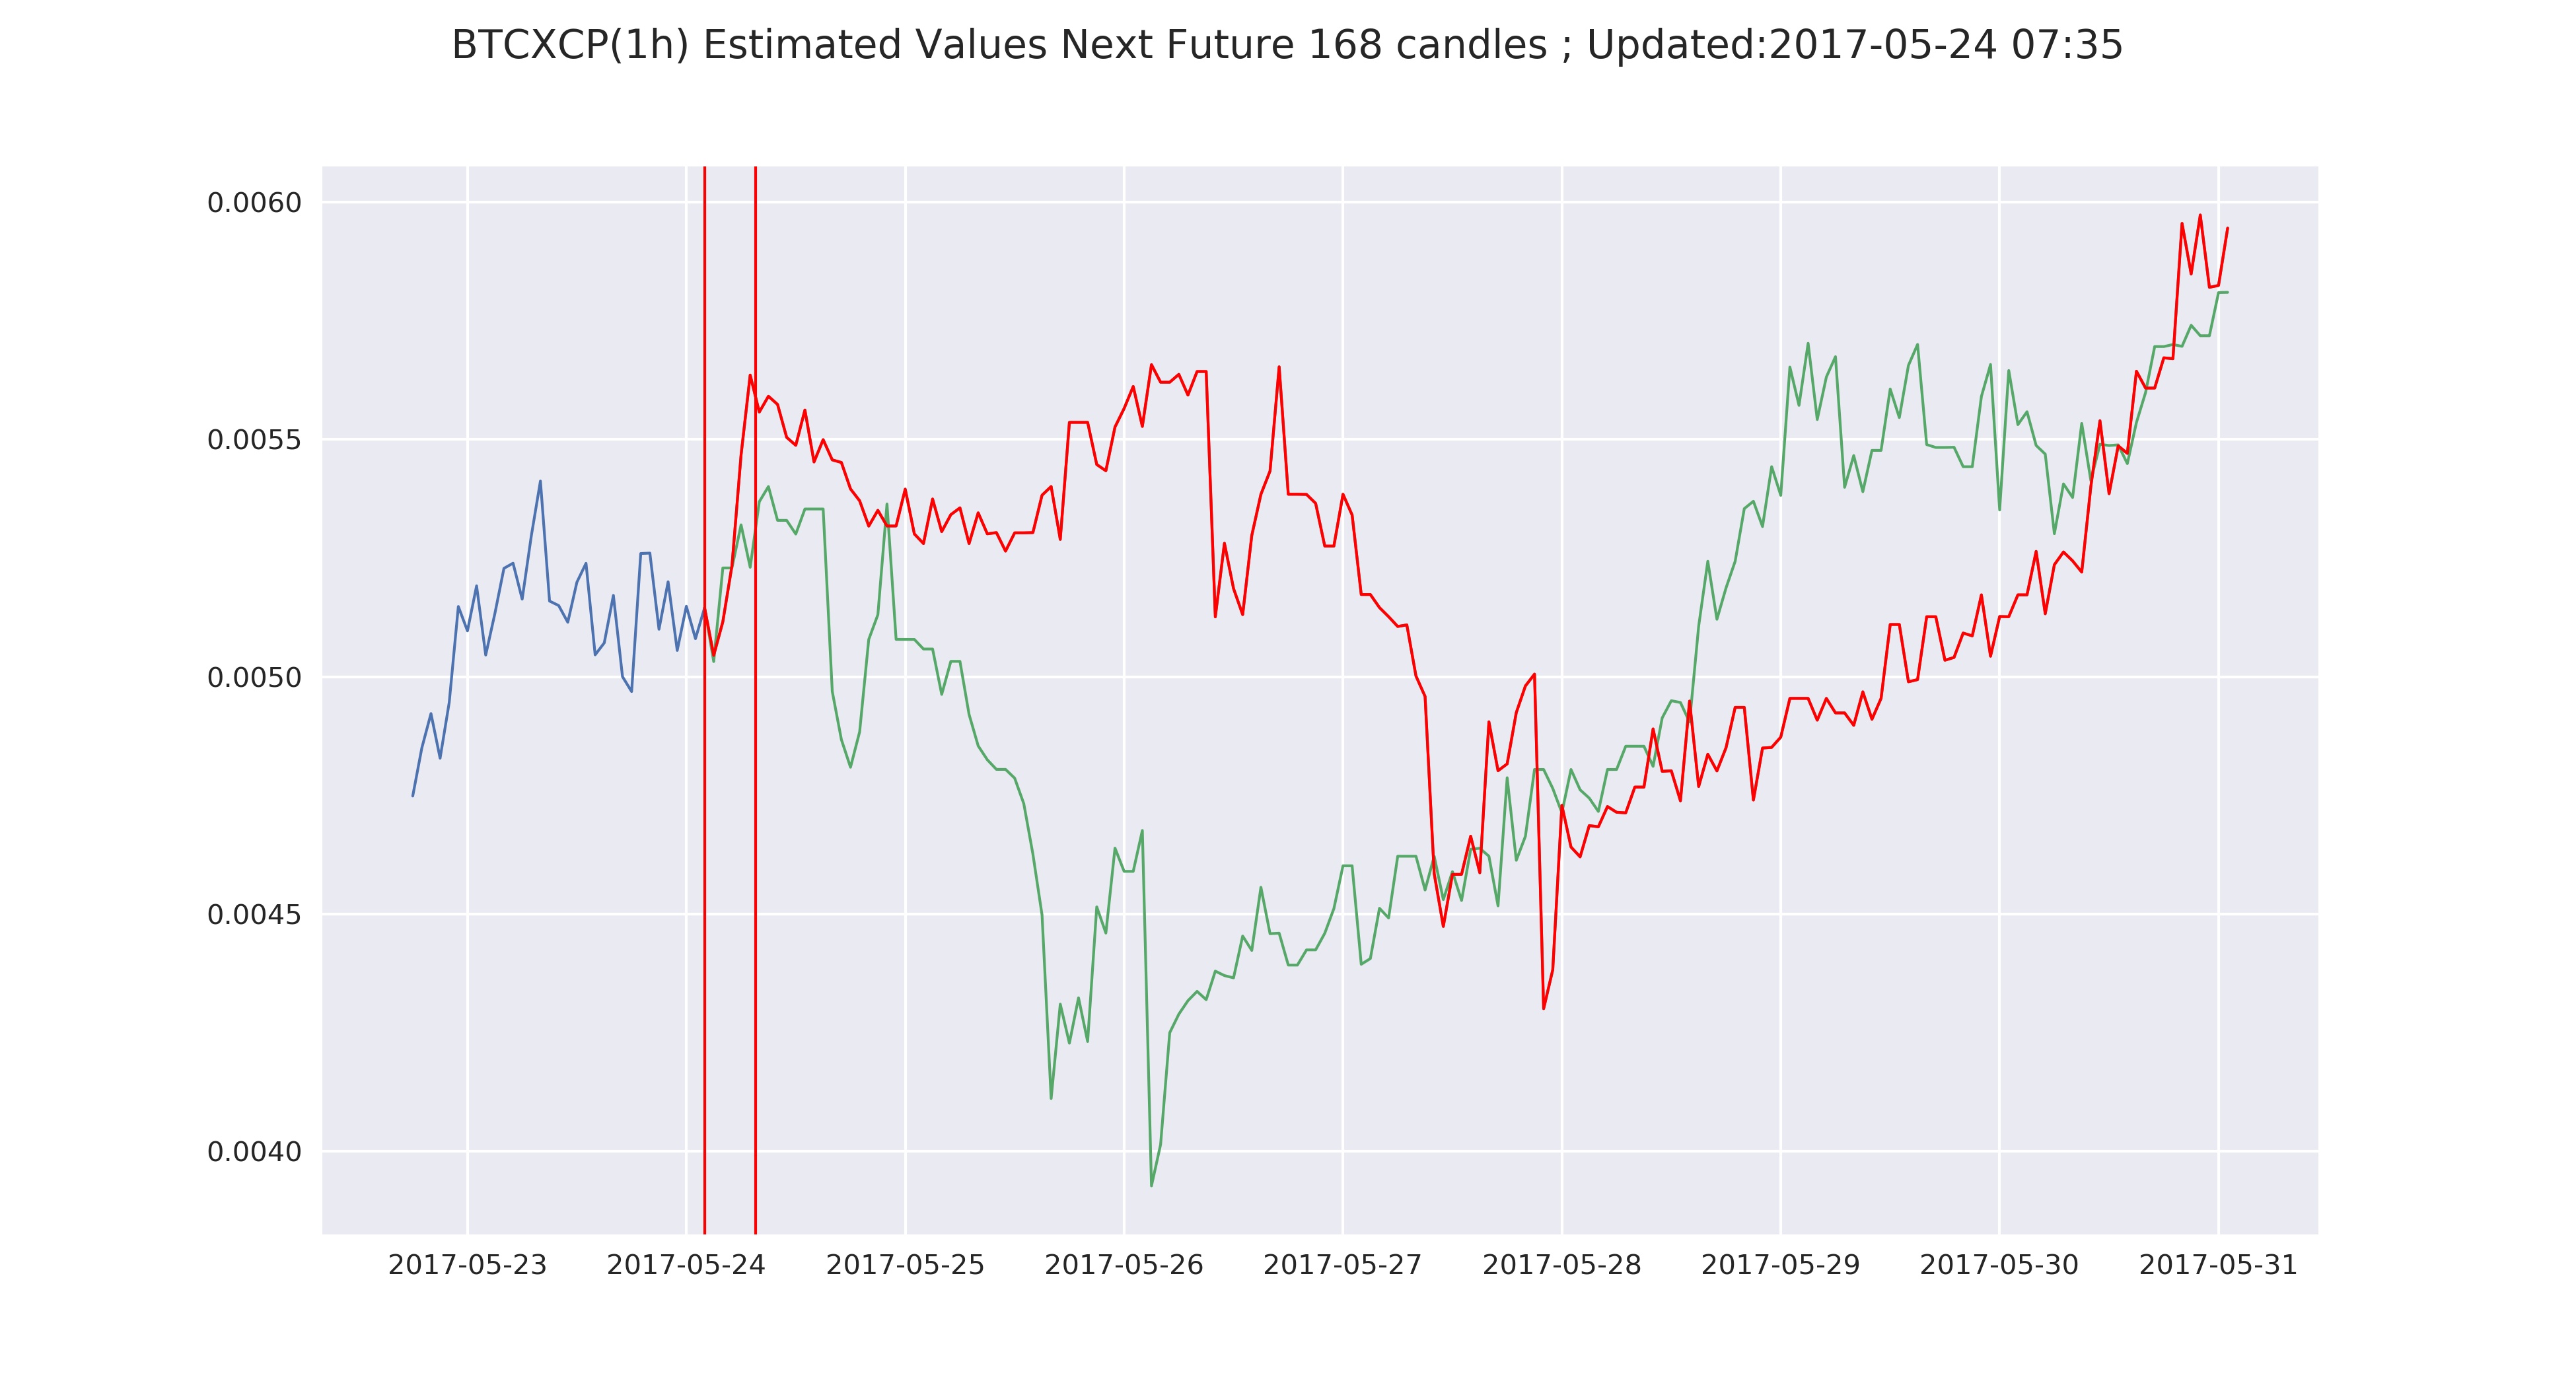 BTCXCP(1h) Estimated Values Next Future 168 candles ; Updated:2017-05-24 07:35
0.0060
0.0055
0.0050
0.0045
0.0040
2017-05-23 2017-05-24 2017-05-25 2017-05-26 2017-05-27 2017-05-28 2017-05-29 2017-05-30 2017-05-31